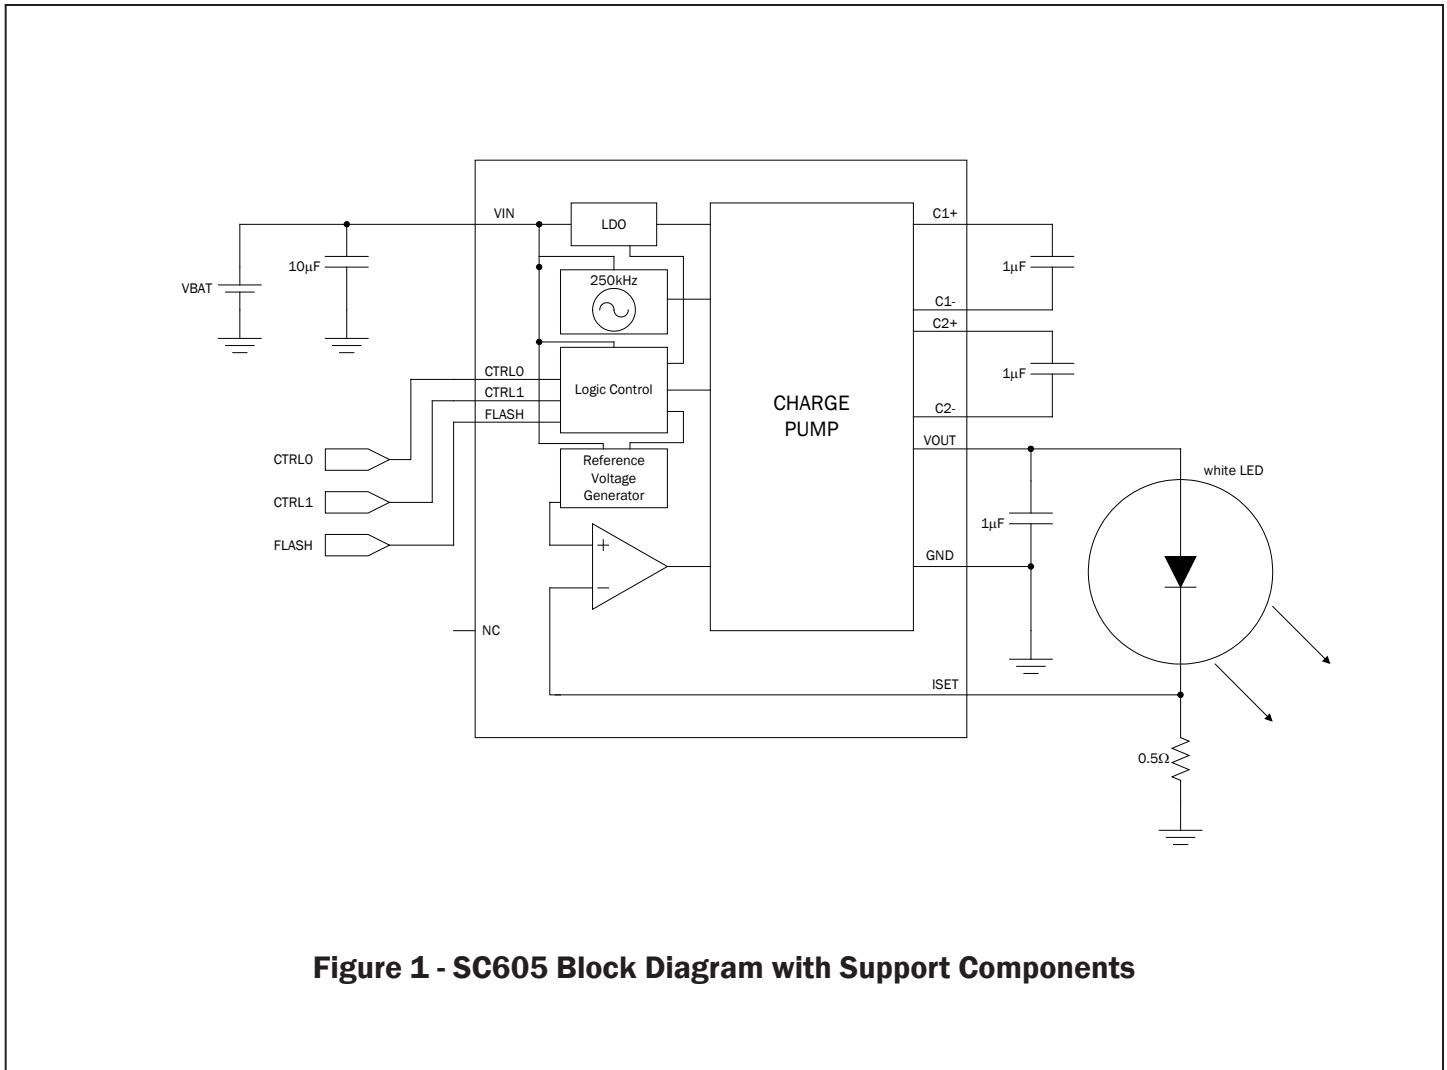 VIN
LDO
C1+
10µF
VBAT
250kHz
1µF
C1-
C2+
CTRL0
CTRL1
FLASH
Logic Control
CHARGE
PUMP
1µF
C2-
VOUT
CTRL0
CTRL1
FLASH
Reference
Voltage
Generator
white LED
1µF
+
−
GND
NC
ISET
0.5Ω
Figure 1 - SC605 Block Diagram with Support Components